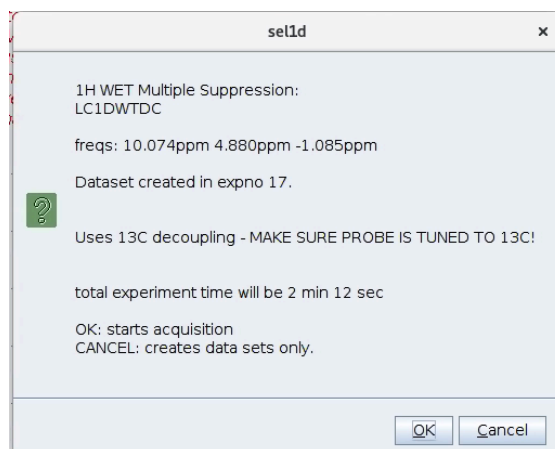 sel1d
×
1H WET Multiple Suppression:
LC1DWTDC
freqs: 10.074ppm 4.880ppm -1.085ppm
Dataset created in expno 17.
Uses 13C decoupling - MAKE SURE PROBE IS TUNED TO 13C!
total experiment time will be 2 min 12 sec
OK: starts acquisition
CANCEL: creates data sets only.
OK Cancel